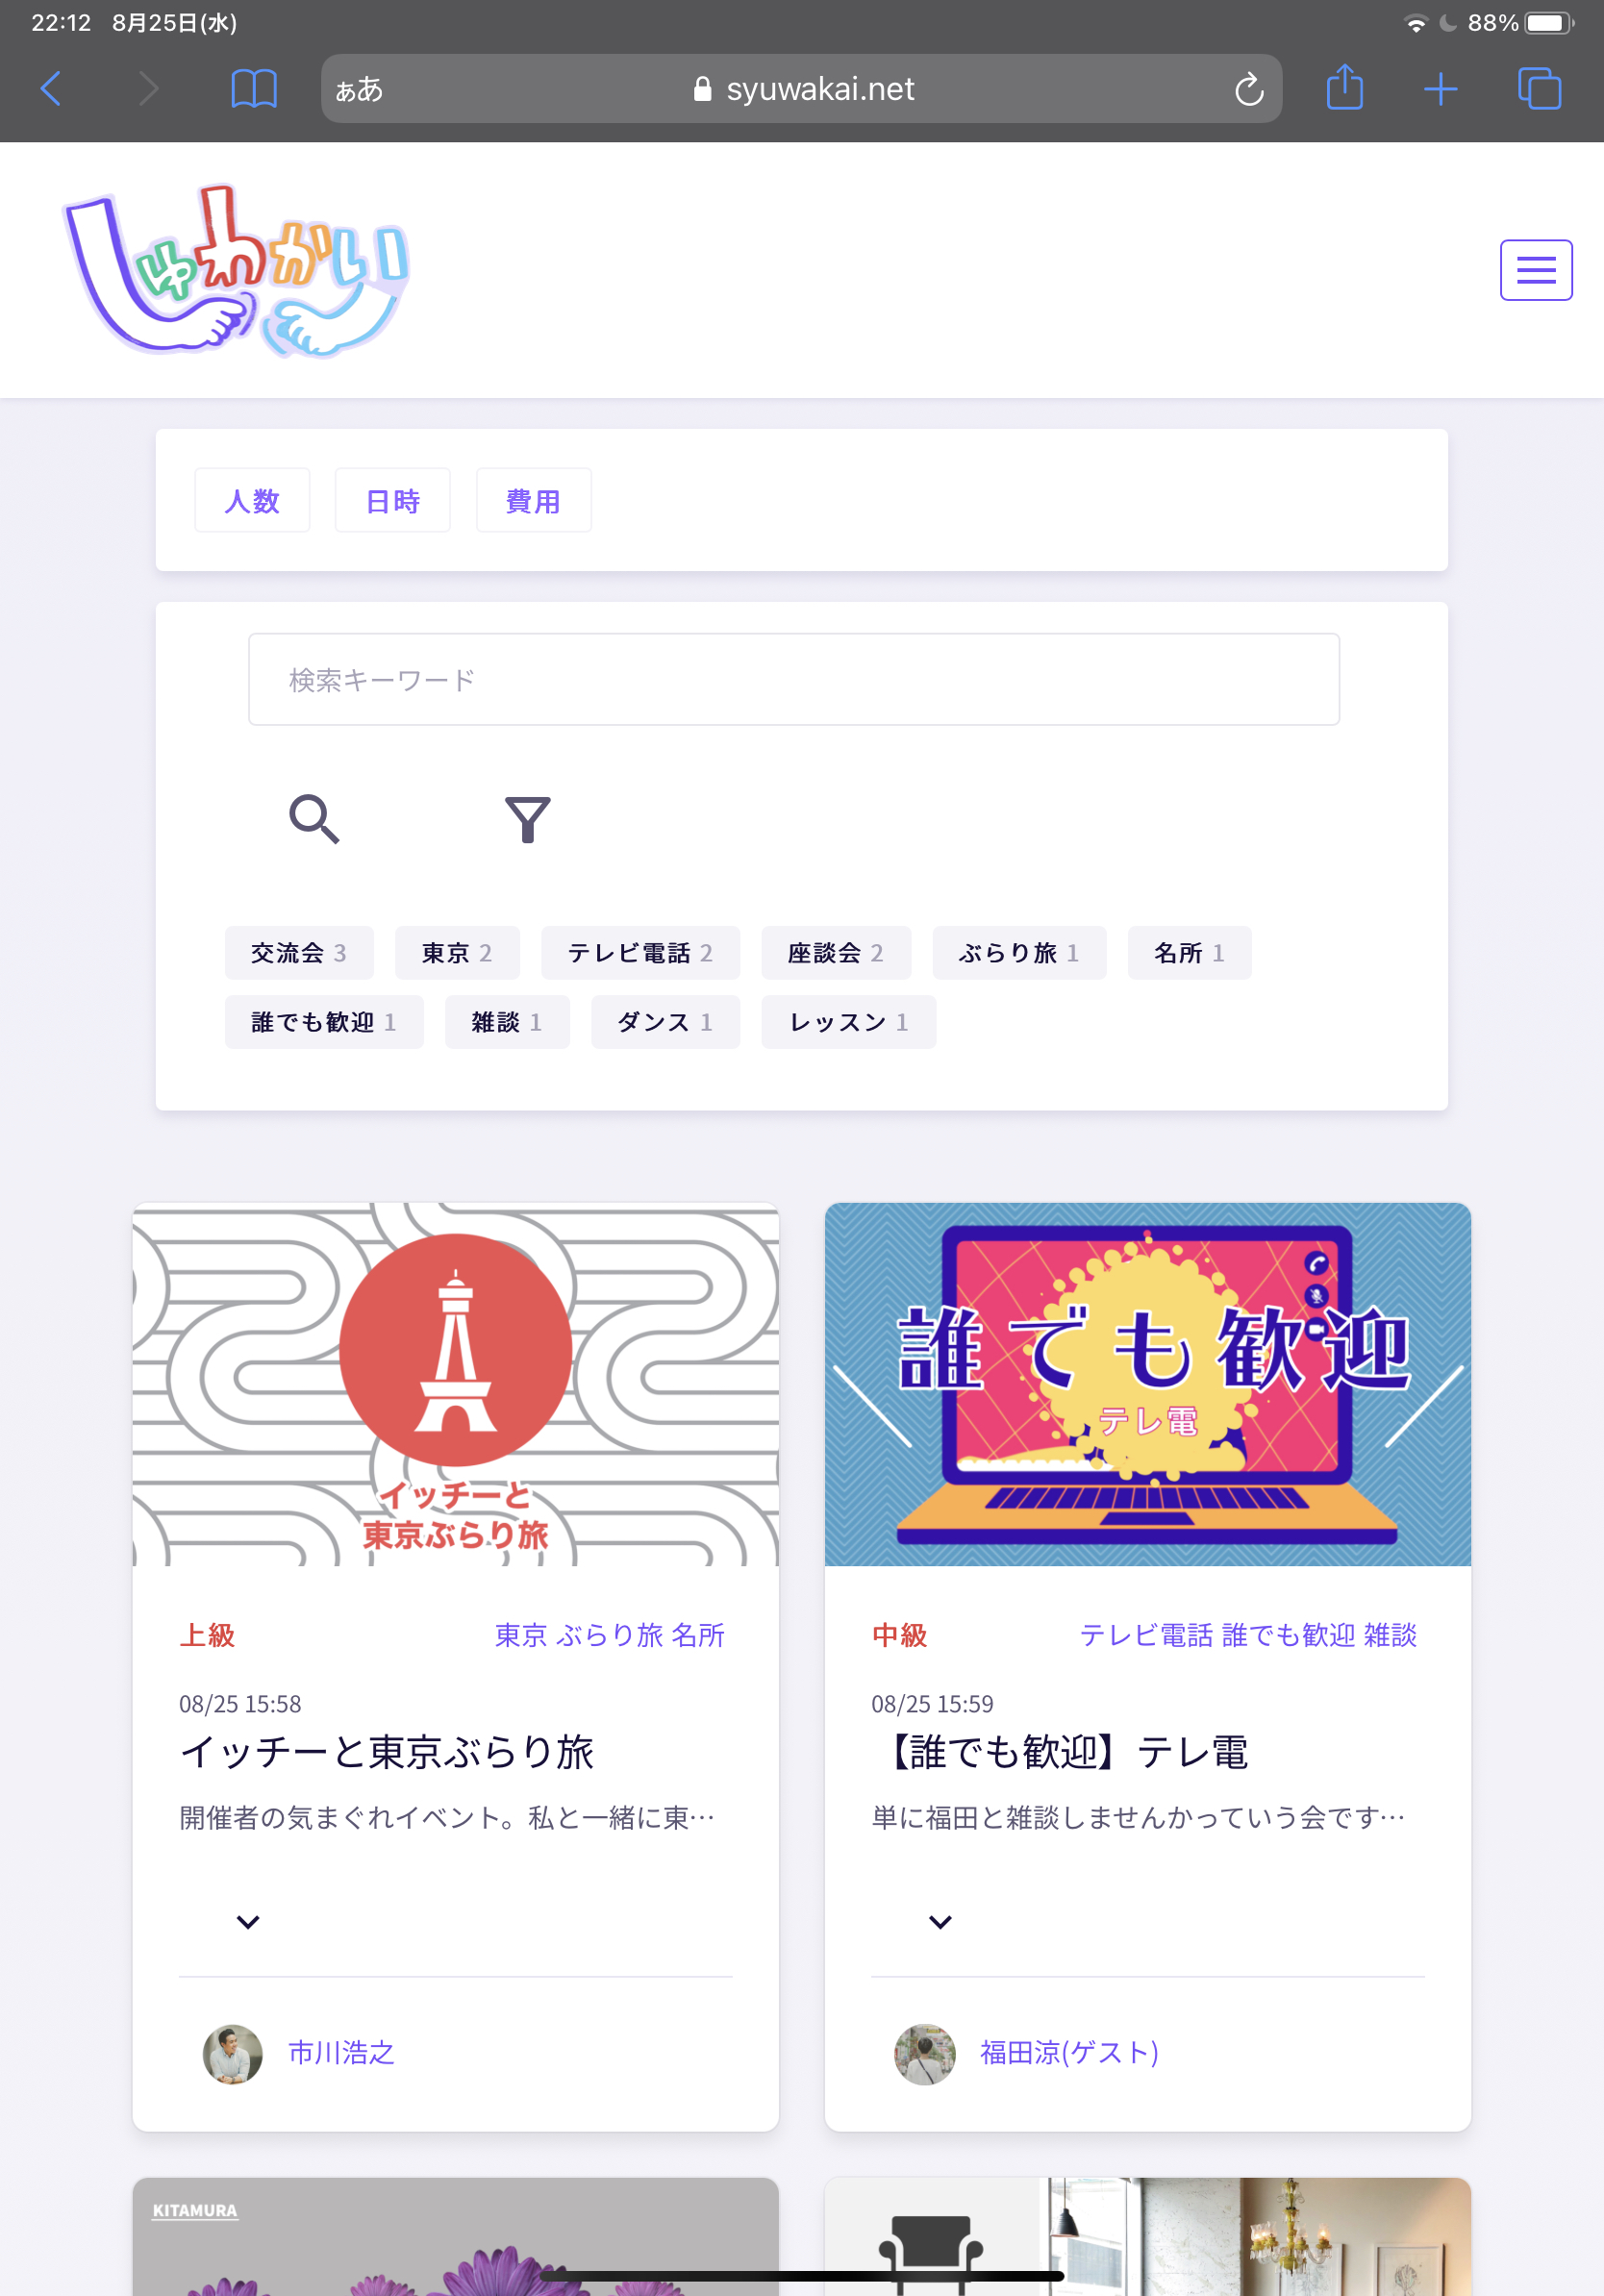 22:12 8月25日(水)
88%
ぁあ
syuwakai.net
しゅわかい
人数 日時 費用
検索キーワード
交流会 3 東京 2 テレビ電話 2 座談会 2 ぶらり旅 1 名所 1
誰でも歓迎 1 雑談 1 ダンス 1 レッスン 1
イッチーと
東京ぶらり旅
上級 東京 ぶらり旅 名所
08/25 15:58
イッチーと東京ぶらり旅
開催者の気まぐれイベント。私と一緒に東…
市川浩之
誰でも歓迎
テレ電
中級 テレビ電話 誰でも歓迎 雑談
08/25 15:59
【誰でも歓迎】テレ電
単に福田と雑談しませんかっていう会です…
福田涼(ゲスト)
KITAMURA